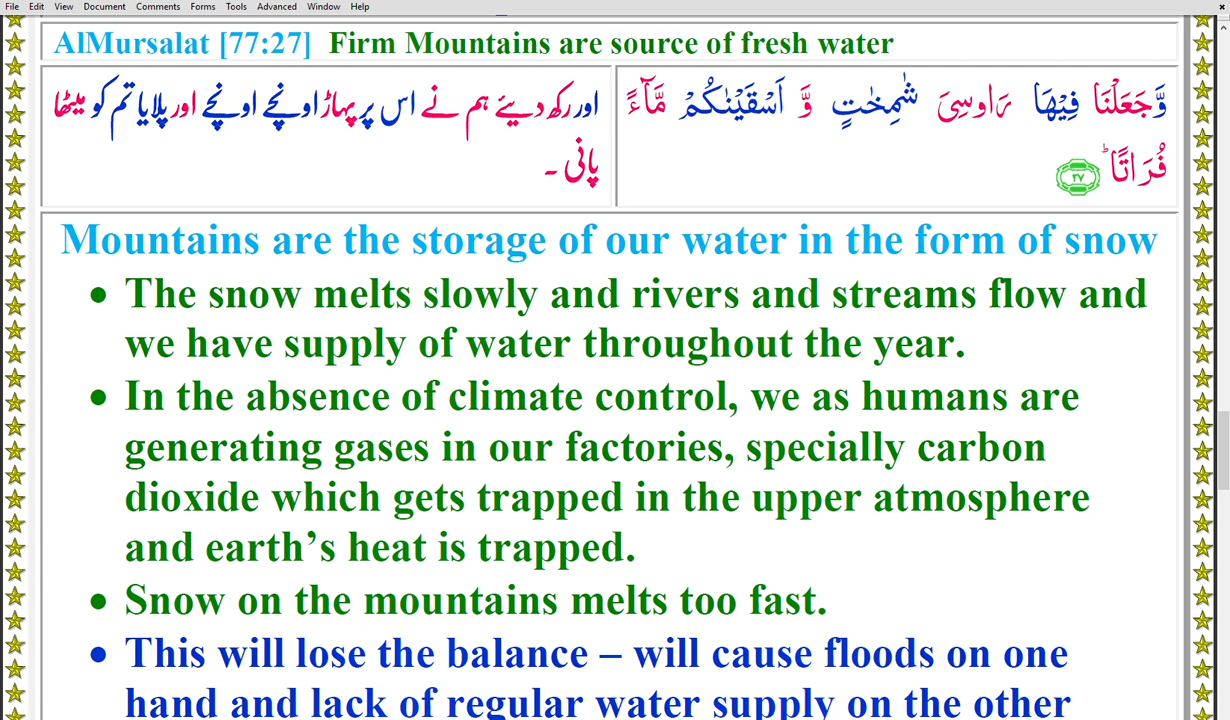 File Edit View Document Comments Forms Tools Advanced Window Help
AlMursalat [77:27] Firm Mountains are source of fresh water
وَّ جَعَلْنَا فِيْهَا رَوَاسِىَ شٰمِخٰتٍ وَّ اَسْقَيْنٰكُمْ مَّآءً
فُرَاتًا ؕ ۲۷
اور رکھ دیئے ہم نے اس پر پہاڑ اونچے اونچے اور پلایا تم کو میٹھا
پانی ۔
Mountains are the storage of our water in the form of snow
• The snow melts slowly and rivers and streams flow and
we have supply of water throughout the year.
• In the absence of climate control, we as humans are
generating gases in our factories, specially carbon
dioxide which gets trapped in the upper atmosphere
and earth’s heat is trapped.
• Snow on the mountains melts too fast.
• This will lose the balance – will cause floods on one
hand and lack of regular water supply on the other